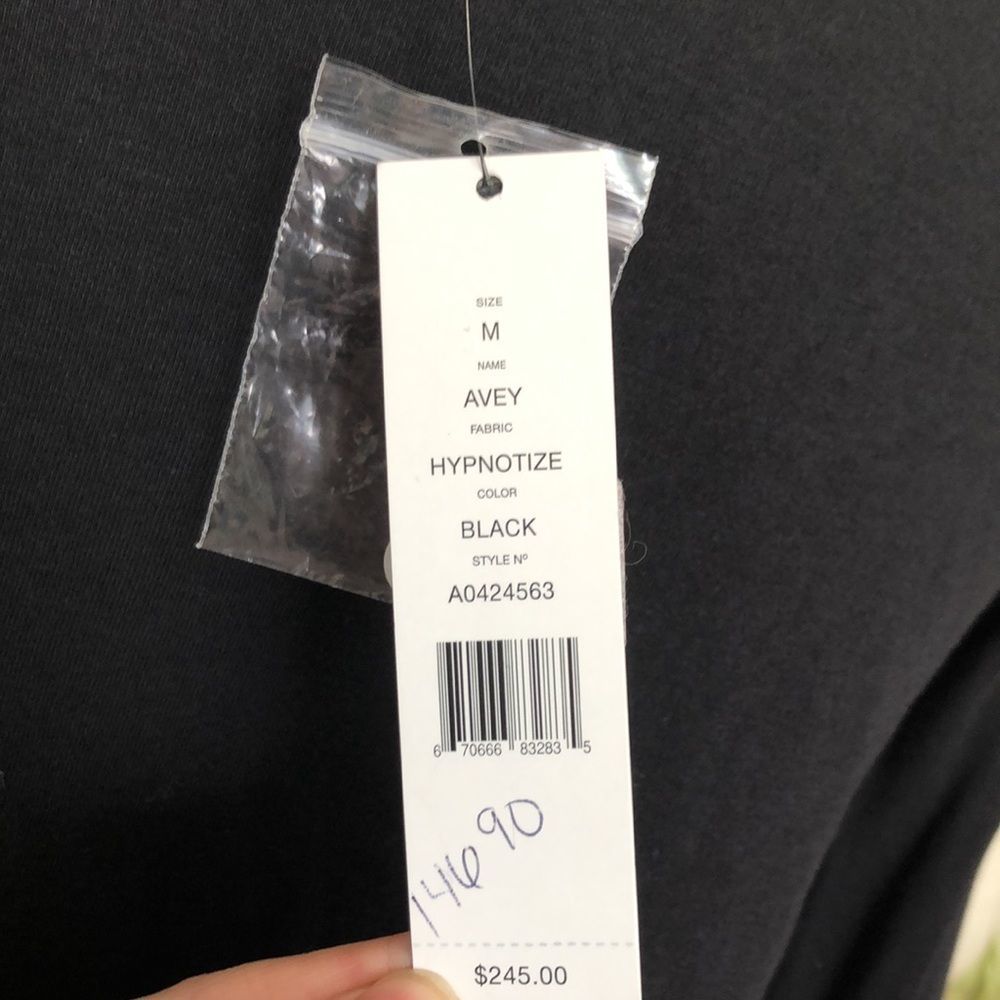 SIZE
M
NAME
AVEY
FABRIC
HYPNOTIZE
COLOR
BLACK
STYLE Nº
A0424563
6 70666 83283 5
146 90
$245.00